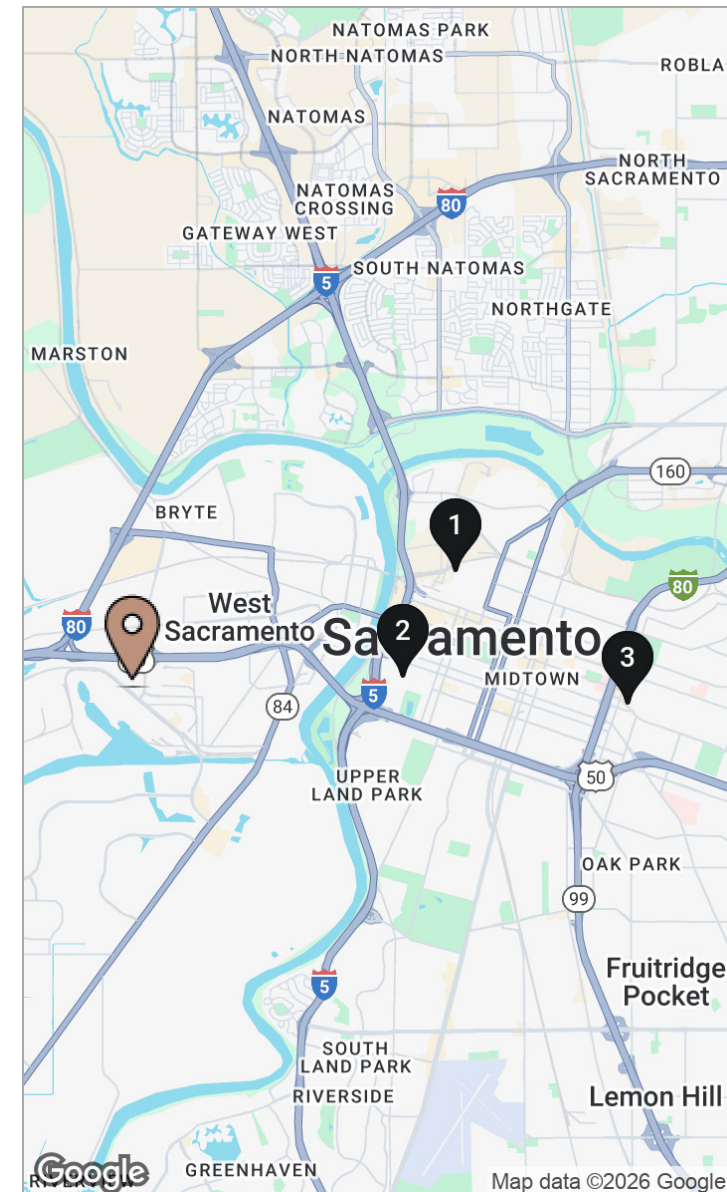 NATOMAS PARK
NORTH NATOMAS
ROBLA
NATOMAS
NORTH
SACRAMENTO
NATOMAS
CROSSING
80
GATEWAY WEST
SOUTH NATOMAS
5
NORTHGATE
MARSTON
160
BRYTE
1
80
West
Sacramento
80
Sacramento
2
3
MIDTOWN
5
84
50
UPPER
LAND PARK
OAK PARK
99
Fruitridge
Pocket
5
SOUTH
LAND PARK
RIVERSIDE
Lemon Hill
Google
GREENHAVEN
Map data ©2026 Google